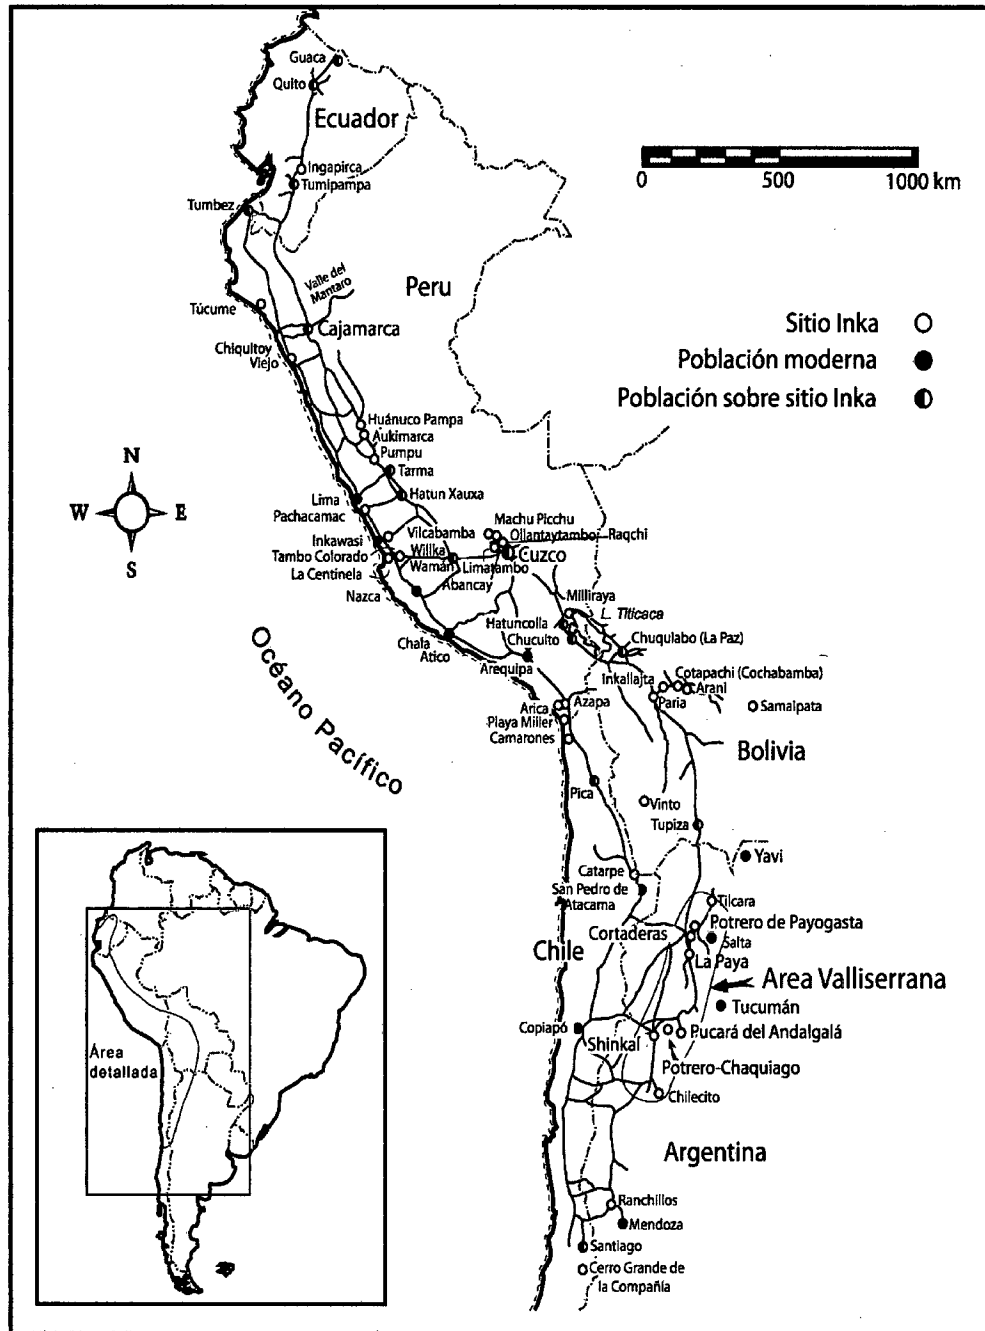 Guaca
Quito
Ecuador
Ingapirca
Tumipampa
Tumbez
0 500 1000 km
Valle del
Mantaro
Peru
Túcume
Cajamarca
Sitio Inka
Chiquitoy
Viejo
Población moderna
Población sobre sitio Inka
Huánuco Pampa
Aukimarca
Pumpu
Tarma
N
W E
S
Lima
Hatun Xauxa
Pachacamac
Machu Picchu
Inkawasi
Vilcabamba
Ollantaytambo Raqchi
Tambo Colorado
Willka
Wamán
Limatambo
Cuzco
La Centinela
Abancay
Nazca
Milliraya
L. Titicaca
Hatuncolla
Chucuito
Chuquiabo (La Paz)
Chala
Atico
Arequipa
Inkallajta
Cotapachi (Cochabamba)
Arani
Océano Pacífico
Arica
Azapa
Paria
Samaipata
Playa Miller
Camarones
Bolivia
Pica
Vinto
Tupiza
Yavi
Catarpe
San Pedro de
Atacama
Tilcara
Cortaderas
Potrero de Payogasta
Salta
Chile
La Paya
Area Valliserrana
Tucumán
Copiapó
Shinkal
Pucará del Andalgalá
Potrero-Chaquiago
Chilecito
Área
detallada
Argentina
Ranchillos
Mendoza
Santiago
Cerro Grande de
la Compañía